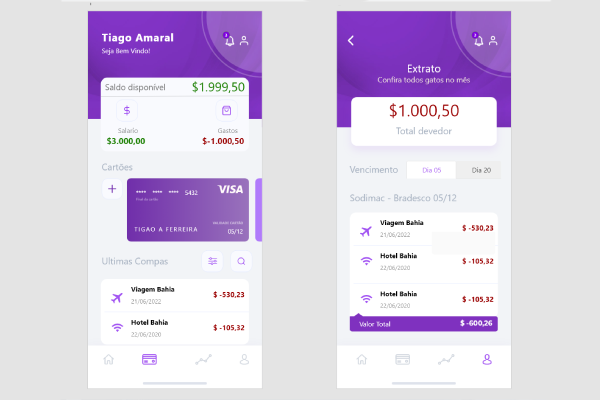 Tiago Amaral
Seja Bem Vindo!
Saldo disponível $1.999,50
Salario Gastos
$3.000,00 $-1.000,50
Cartões
**** **** **** 5432 VISA
TIGAO A FERREIRA
05/12
Ultimas Compas
Viagem Bahia
21/06/2022
$ -530,23
Hotel Bahia
22/06/2020
$ -105,32
Extrato
Confira todos gatos no mês
$1.000,50
Total devedor
Vencimento Dia 05 Dia 20
Sodimac - Bradesco 05/12
Viagem Bahia
21/06/2022
$ -530,23
Hotel Bahia
22/06/2020
$ -105,32
Hotel Bahia
22/06/2020
$ -105,32
Valor Total $ -600,26